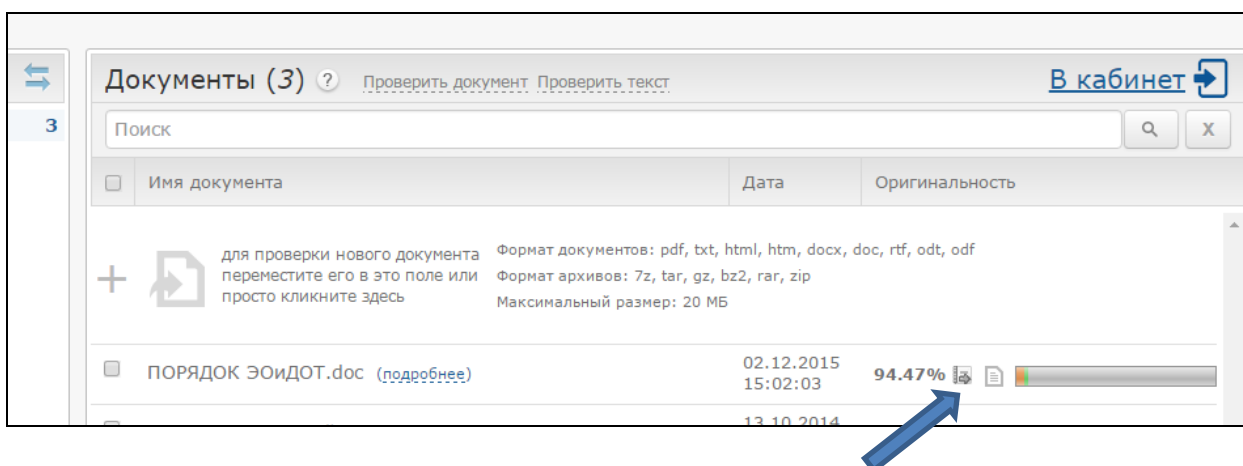 Документы (3) ? Проверить документ Проверить текст В кабинет
3
Поиск X
Имя документа Дата Оригинальность
для проверки нового документа
переместите его в это поле или
просто кликните здесь
Формат документов: pdf, txt, html, htm, docx, doc, rtf, odt, odf
Формат архивов: 7z, tar, gz, bz2, rar, zip
Максимальный размер: 20 МБ
ПОРЯДОК ЭОиДОТ.doc (подробнее)
02.12.2015
15:02:03
94.47%
13.10.2014